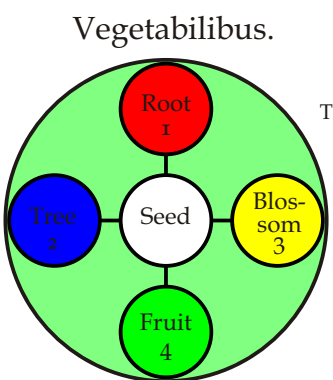 Vegetabilibus.
T
Root
1
Tree
2
Seed
Blos-
som
3
Fruit
4